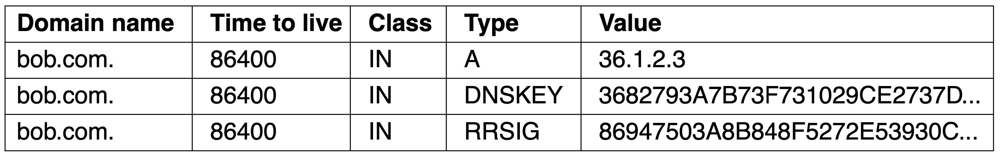 Domain name Time to live Class Type Value
bob.com. 86400 IN A 36.1.2.3
bob.com. 86400 IN DNSKEY 3682793A7B73F731029CE2737D...
bob.com. 86400 IN RRSIG 86947503A8B848F5272E53930C...